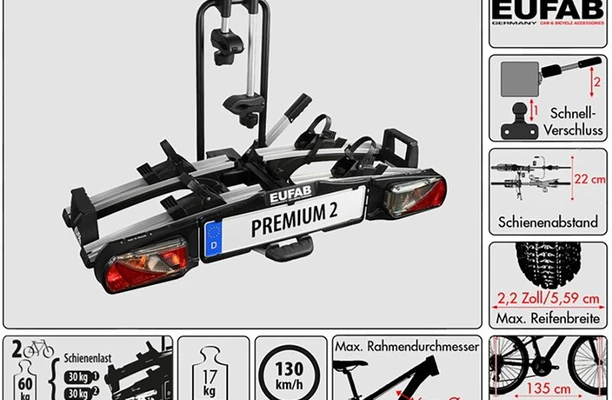 EUFAB
GERMANY CAR & BICYCLE ACCESSORIES
2
1
Schnell-
Verschluss
22 cm
Schienenabstand
2,2 Zoll/5,59 cm
Max. Reifenbreite
EUFAB
D
PREMIUM 2
2
60
kg
Schienenlast
30 kg 1
30 kg 2
17
kg
130
km/h
Max. Rahmendurchmesser
135 cm